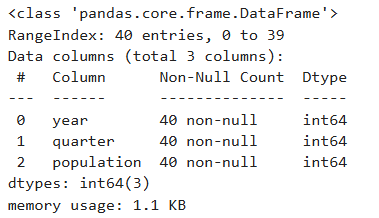 <class 'pandas.core.frame.DataFrame'>
RangeIndex: 40 entries, 0 to 39
Data columns (total 3 columns):
 #   Column      Non-Null Count  Dtype
---  ------      --------------  -----
 0   year        40 non-null     int64
 1   quarter     40 non-null     int64
 2   population  40 non-null     int64
dtypes: int64(3)
memory usage: 1.1 KB